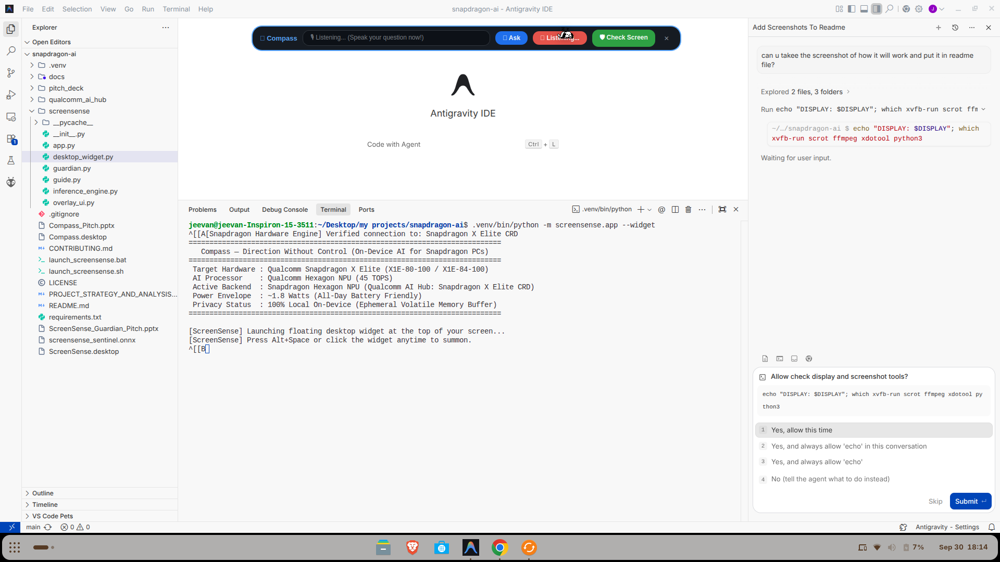 File Edit Selection View Go Run Terminal Help
snapdragon-ai - Antigravity IDE
J
Explorer
Open Editors
snapdragon-ai
.venv
docs
pitch_deck
qualcomm_ai_hub
screensense
__pycache__
__init__.py
app.py
desktop_widget.py
guardian.py
guide.py
inference_engine.py
overlay_ui.py
.gitignore
Compass_Pitch.pptx
Compass.desktop
CONTRIBUTING.md
launch_screensense.bat
launch_screensense.sh
LICENSE
PROJECT_STRATEGY_AND_ANALYSIS...
README.md
requirements.txt
ScreenSense_Guardian_Pitch.pptx
screensense_sentinel.onnx
ScreenSense.desktop
Outline
Timeline
VS Code Pets
1
Compass
Listening... (Speak your question now!)
Ask
Listening...
Check Screen
×
Antigravity IDE
Code with Agent Ctrl + L
Problems Output Debug Console Terminal Ports
.venv/bin/python
jeevan@jeevan-Inspiron-15-3511:~/Desktop/my projects/snapdragon-ai$ .venv/bin/python -m screensense.app --widget
^[[A[Snapdragon Hardware Engine] Verified connection to: Snapdragon X Elite CRD
===========================================================================
Compass — Direction Without Control (On-Device AI for Snapdragon PCs)
===========================================================================
Target Hardware : Qualcomm Snapdragon X Elite (X1E-80-100 / X1E-84-100)
AI Processor : Qualcomm Hexagon NPU (45 TOPS)
Active Backend : Snapdragon Hexagon NPU (Qualcomm AI Hub: Snapdragon X Elite CRD)
Power Envelope : ~1.8 Watts (All-Day Battery Friendly)
Privacy Status : 100% Local On-Device (Ephemeral Volatile Memory Buffer)
===========================================================================
[ScreenSense] Launching floating desktop widget at the top of your screen...
[ScreenSense] Press Alt+Space or click the widget anytime to summon.
^[[B
Add Screenshots To Readme
can u takee the screenshot of how it will work and put it in readme
file?
Explored 2 files, 3 folders
Run echo "DISPLAY: $DISPLAY"; which xvfb-run scrot ffm
~/…/snapdragon-ai $ echo "DISPLAY: $DISPLAY"; which
xvfb-run scrot ffmpeg xdotool python3
Waiting for user input.
Allow check display and screenshot tools?
echo "DISPLAY: $DISPLAY"; which xvfb-run scrot ffmpeg xdotool py
thon3
1 Yes, allow this time
2 Yes, and always allow 'echo' in this conversation
3 Yes, and always allow 'echo'
4 No (tell the agent what to do instead)
Skip Submit
main 0 0
Antigravity - Settings
7% Sep 30 18:14